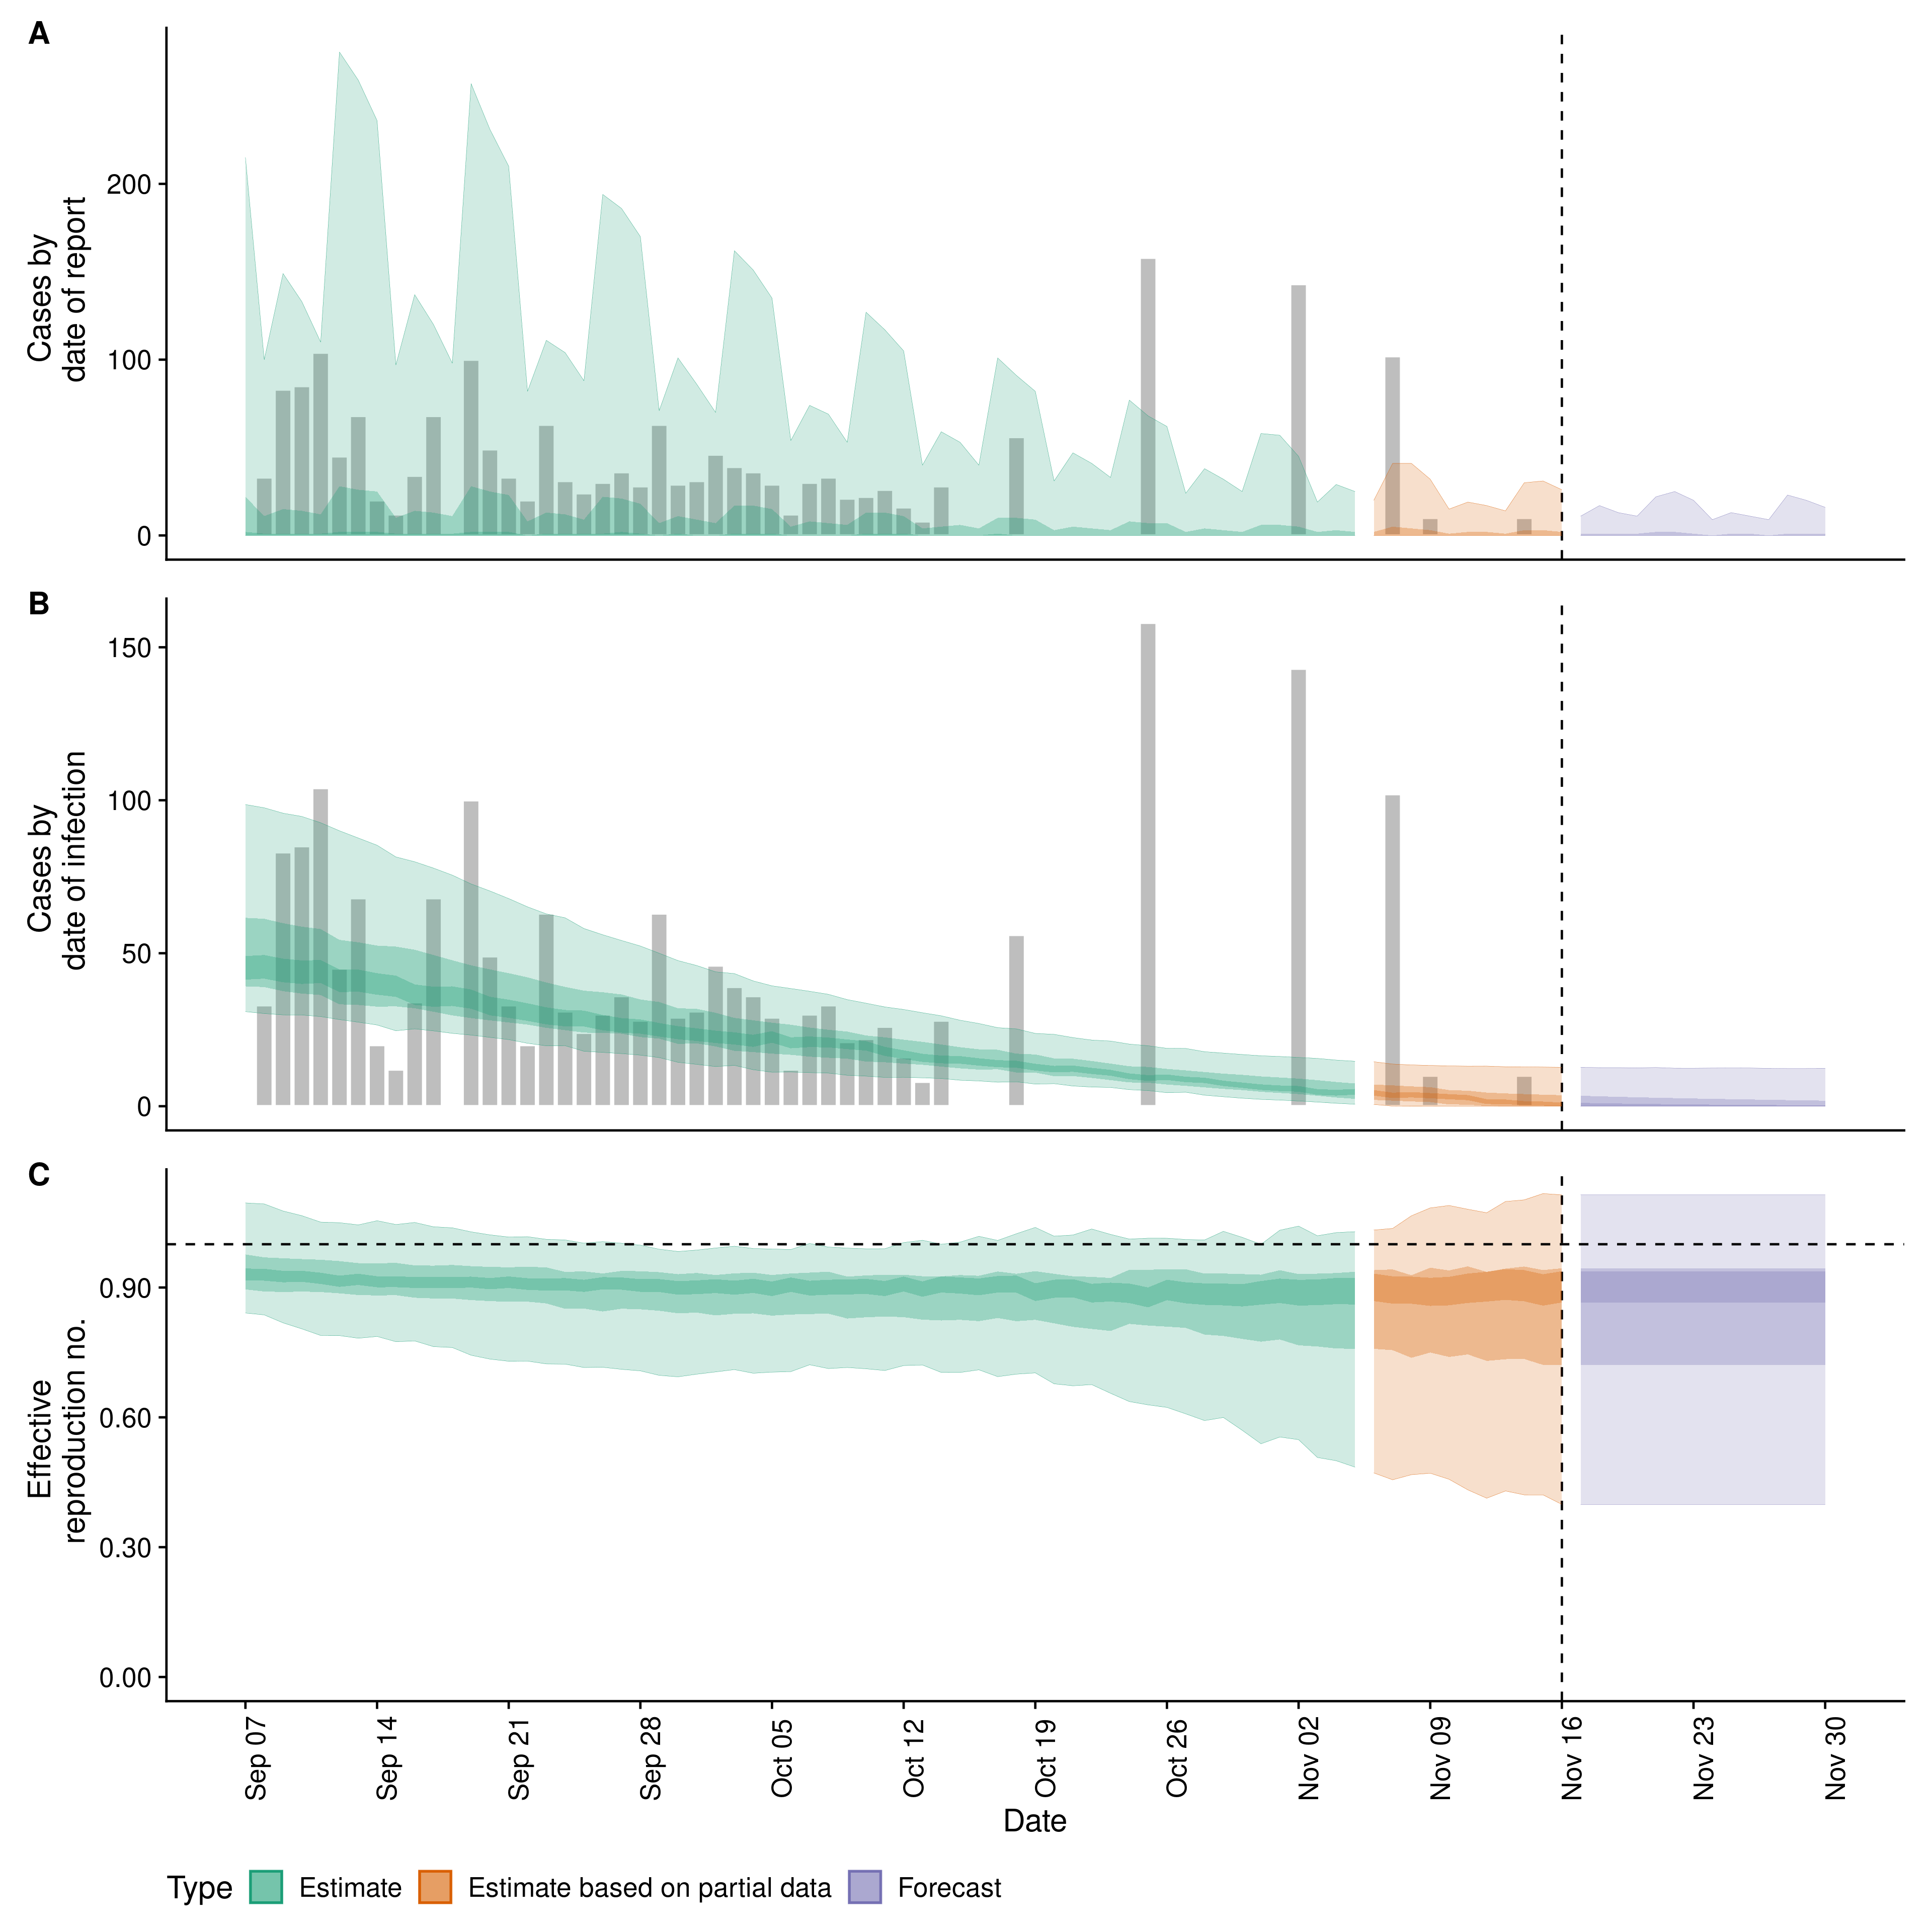 A
Cases by
date of report
200
100
0
B
Cases by
date of infection
150
100
50
0
C
Effective
reproduction no.
0.90
0.60
0.30
0.00
Sep 07
Sep 14
Sep 21
Sep 28
Oct 05
Oct 12
Oct 19
Oct 26
Nov 02
Nov 09
Nov 16
Nov 23
Nov 30
Date
Type Estimate Estimate based on partial data Forecast